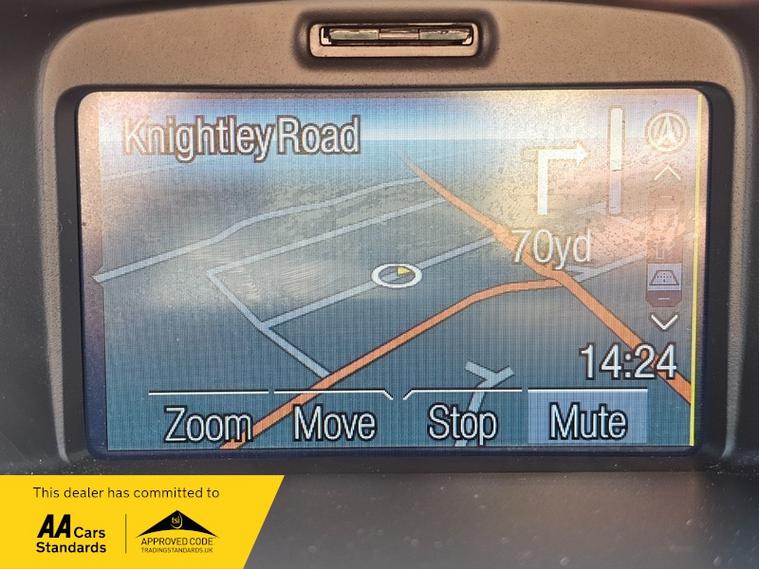 Knightley Road
70yd
14:24
Zoom Move Stop Mute
This dealer has committed to
AA Cars
Standards
tsi
APPROVED CODE
TRADINGSTANDARDS.UK